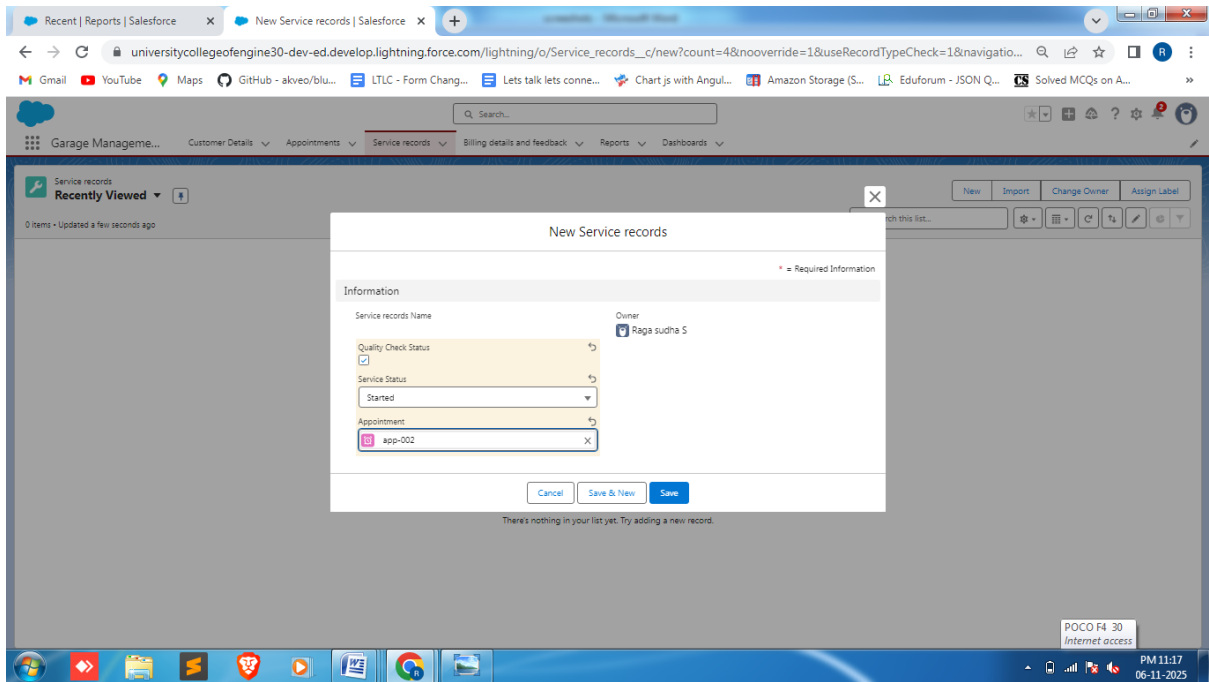 Recent | Reports | Salesforce
New Service records | Salesforce
universitycollegeofengine30-dev-ed.develop.lightning.force.com/lightning/o/Service_records__c/new?count=4&nooverride=1&useRecordTypeCheck=1&navigatio...
R
Gmail
YouTube
Maps
GitHub - akveo/blu...
LTLC - Form Chang...
Lets talk lets conne...
Chart js with Angul...
Amazon Storage (S...
Eduforum - JSON Q...
CS Solved MCQs on A...
»
Search...
2
Garage Manageme...
Customer Details
Appointments
Service records
Billing details and feedback
Reports
Dashboards
Service records
Recently Viewed
New
Import
Change Owner
Assign Label
0 items • Updated a few seconds ago
rch this list...
New Service records
* = Required Information
Information
Service records Name
Owner
Raga sudha S
Quality Check Status
Service Status
Started
Appointment
app-002
Cancel
Save & New
Save
There's nothing in your list yet. Try adding a new record.
POCO F4 30
Internet access
PM 11:17
06-11-2025